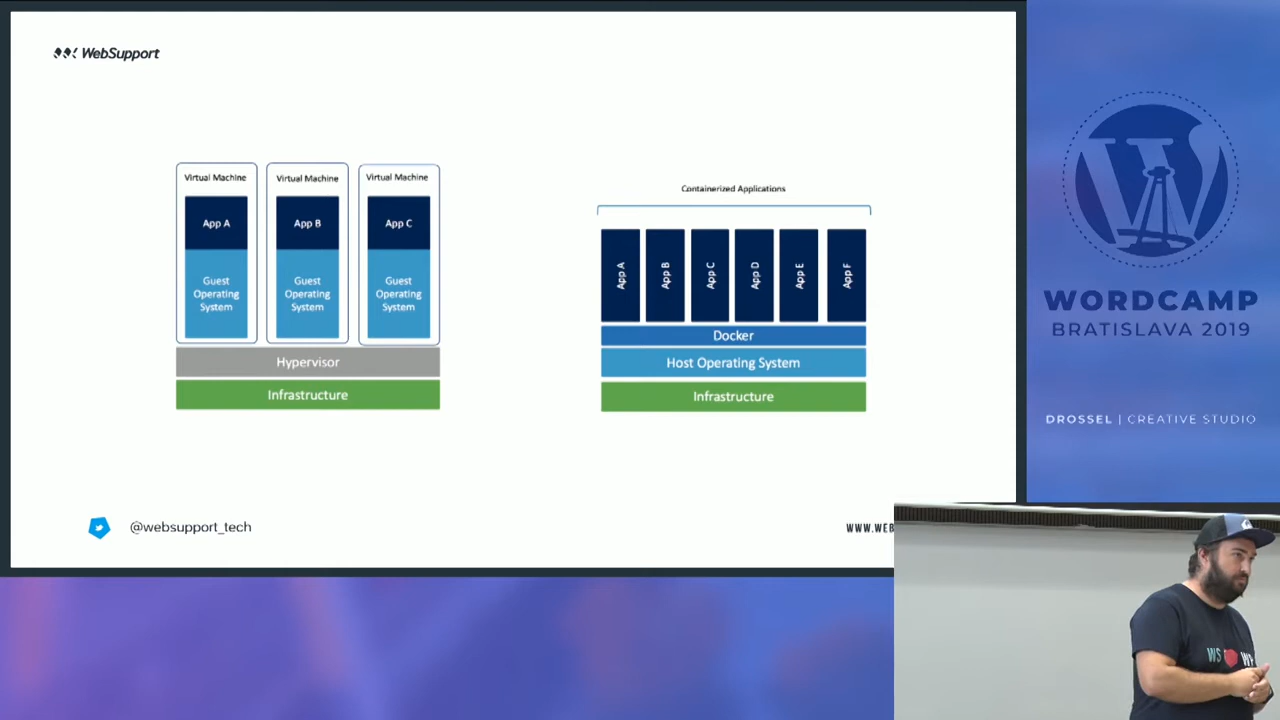 WebSupport
Virtual Machine
App A
Guest
Operating
System
Virtual Machine
App B
Guest
Operating
System
Virtual Machine
App C
Guest
Operating
System
Hypervisor
Infrastructure
Containerized Applications
App A
App B
App C
App D
App E
App F
Docker
Host Operating System
Infrastructure
@websupport_tech
WWW.WEB
WORDCAMP
BRATISLAVA 2019
DROSSEL | CREATIVE STUDIO
WS